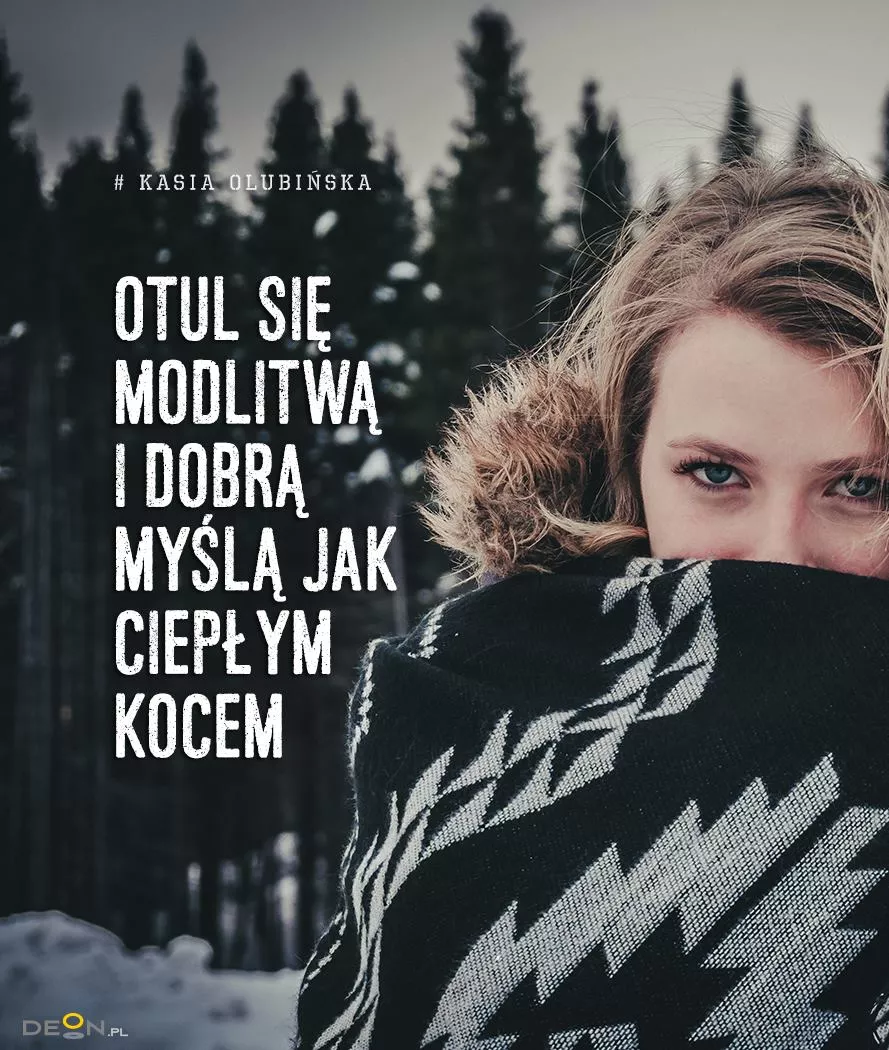 # KASIA OLUBIŃSKA
OTUL SIĘ
MODLITWĄ
I DOBRĄ
MYŚLĄ JAK
CIEPŁYM
KOCEM
DEON.PL